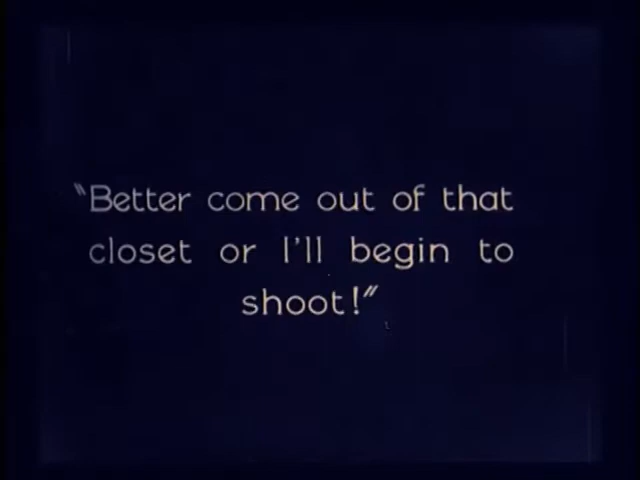 "Better come out of that
closet or I'll begin to
shoot!"